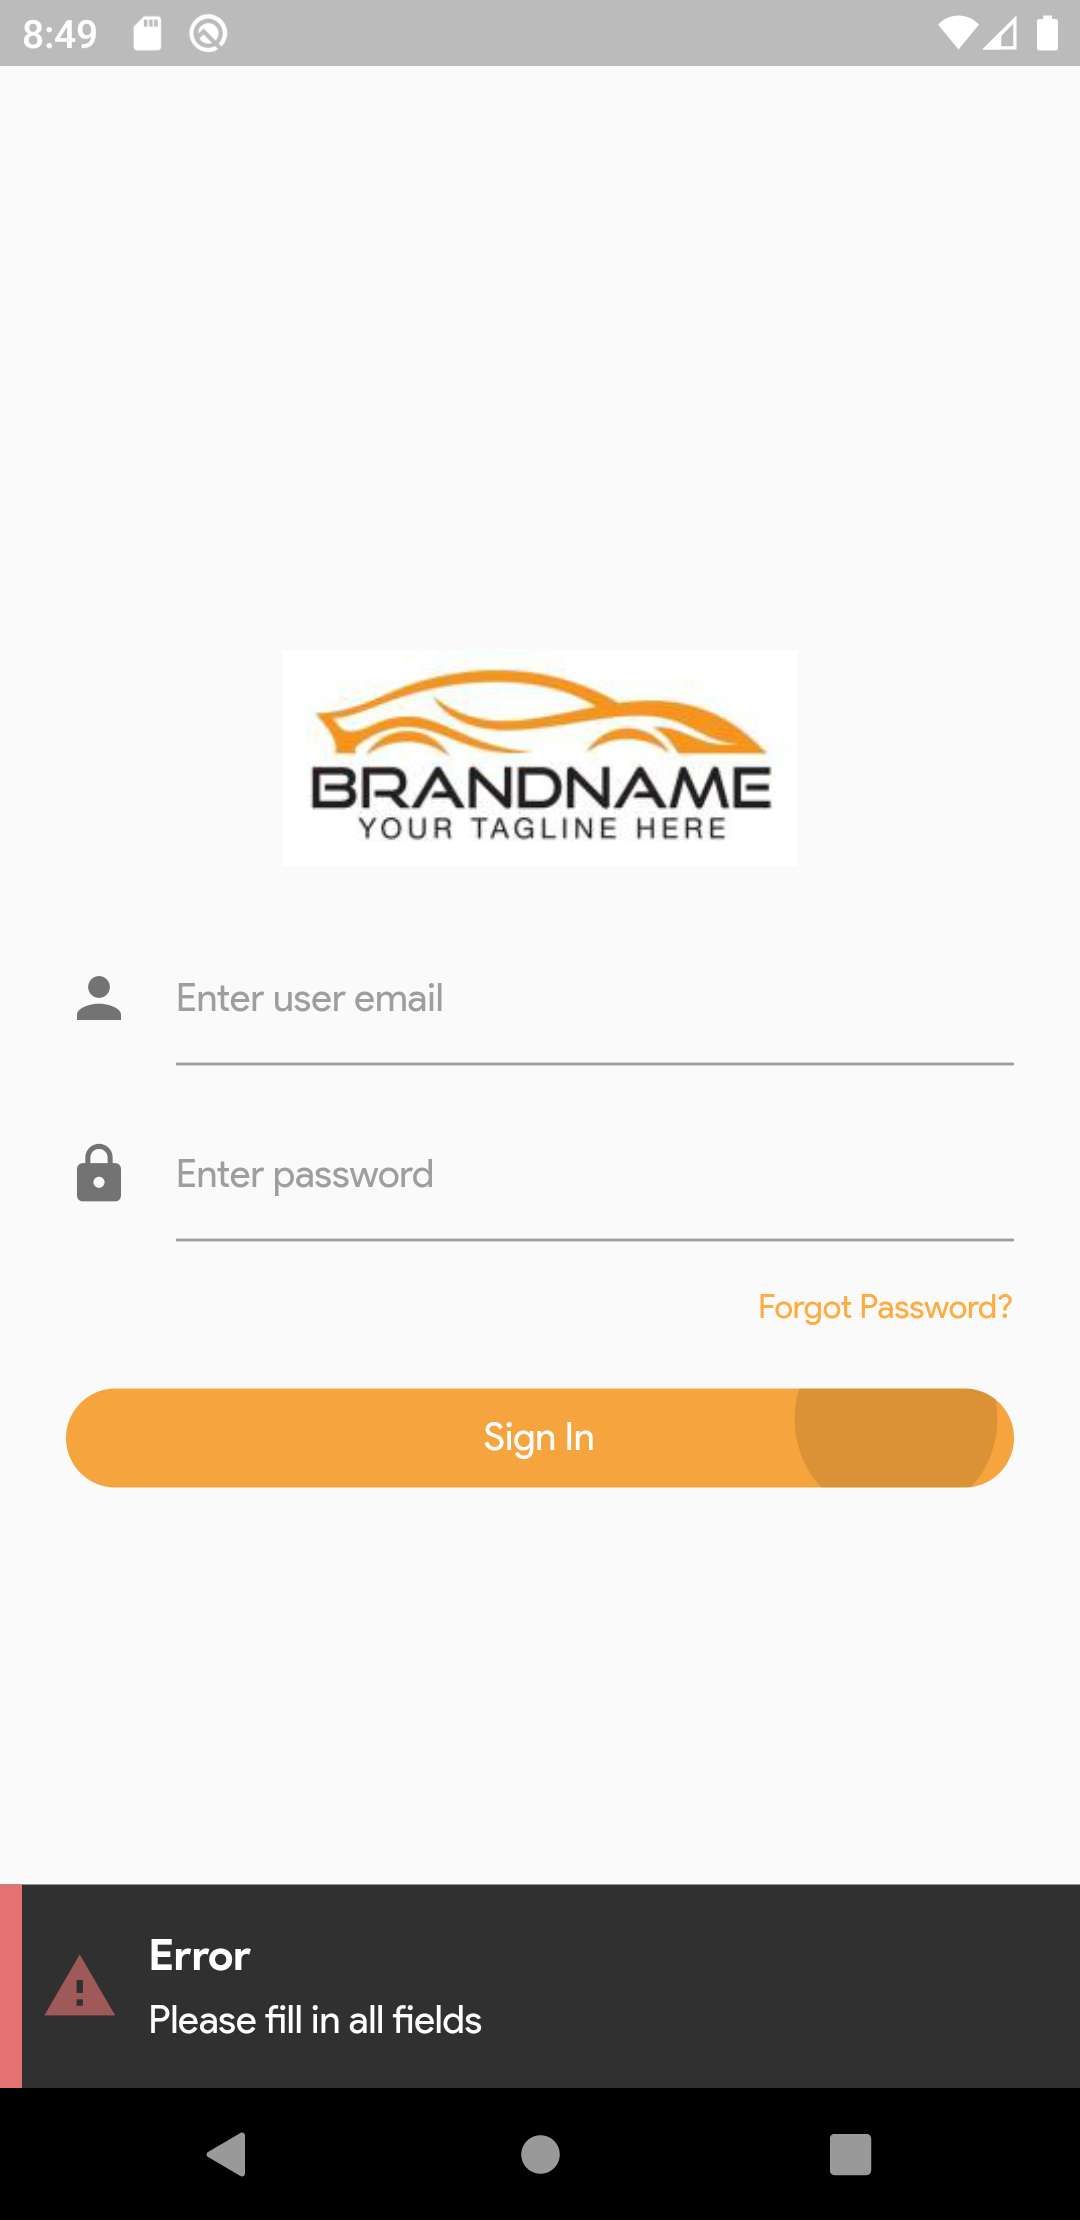 8:49
BRANDNAME
YOUR TAGLINE HERE
Enter user email
Enter password
Forgot Password?
Sign In
Error
Please fill in all fields